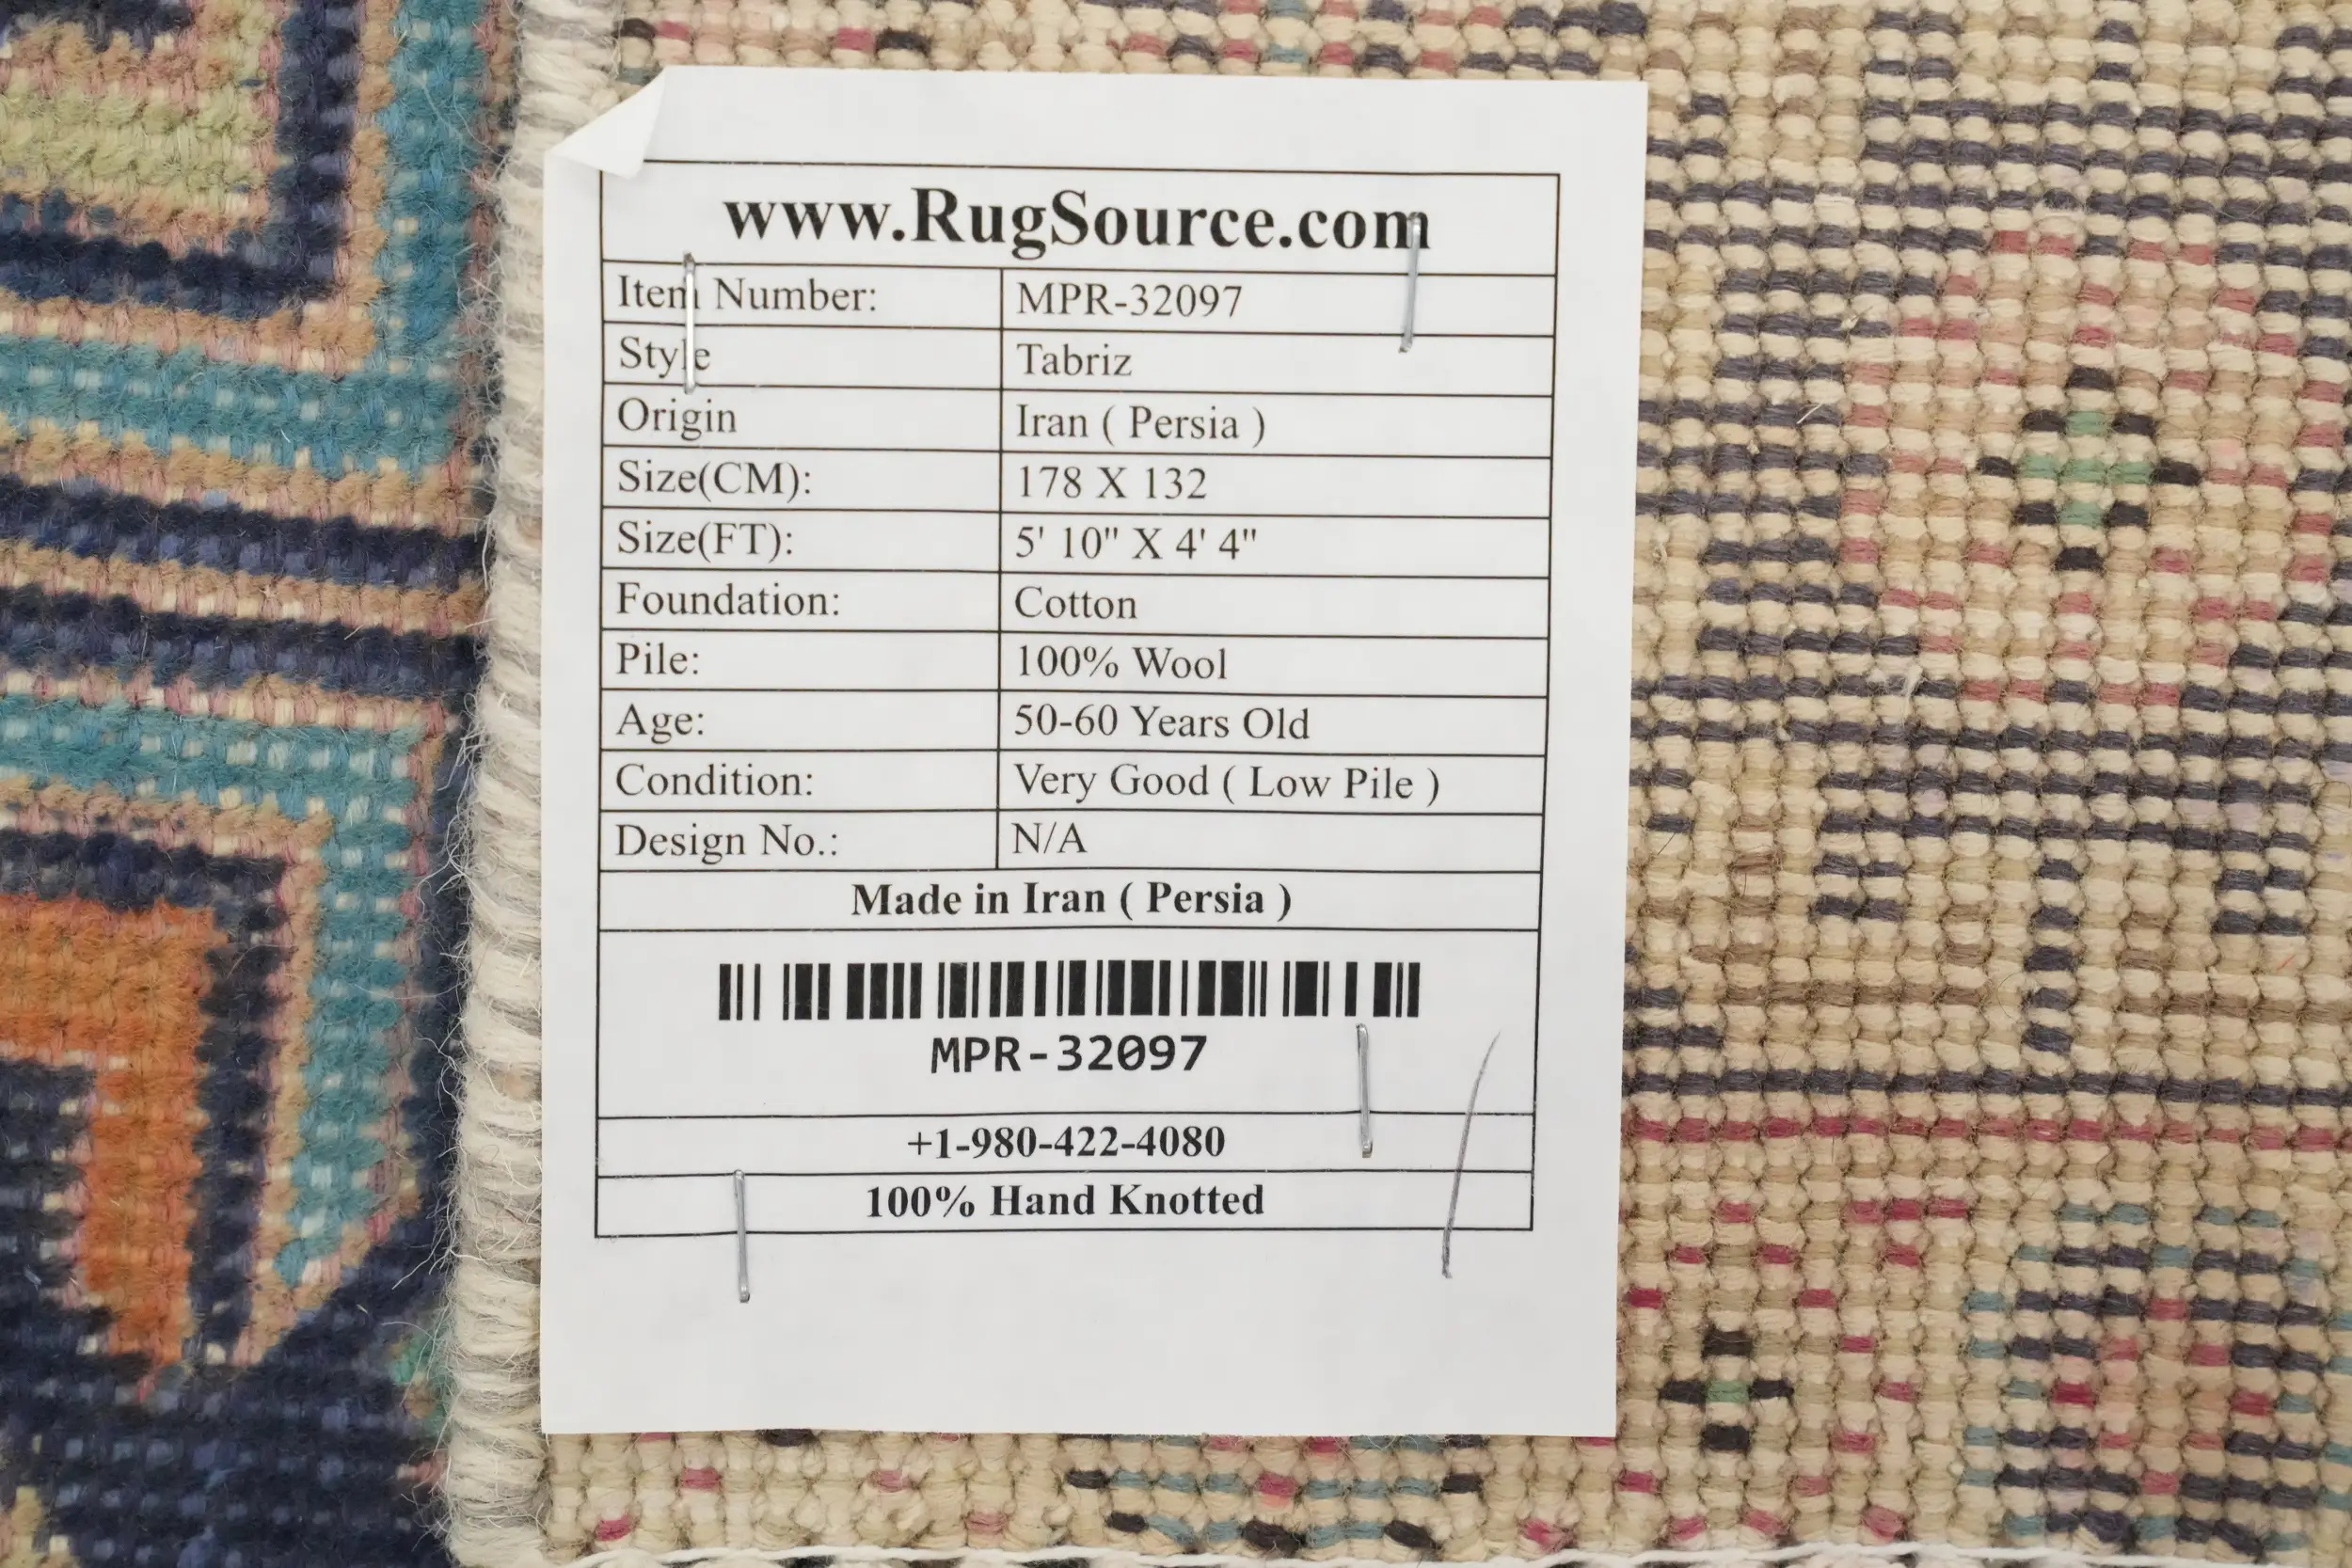 www.RugSource.com
Item Number: MPR-32097
Style Tabriz
Origin Iran ( Persia )
Size(CM): 178 X 132
Size(FT): 5' 10" X 4' 4"
Foundation: Cotton
Pile: 100% Wool
Age: 50-60 Years Old
Condition: Very Good ( Low Pile )
Design No.: N/A
Made in Iran ( Persia )
MPR-32097
+1-980-422-4080
100% Hand Knotted